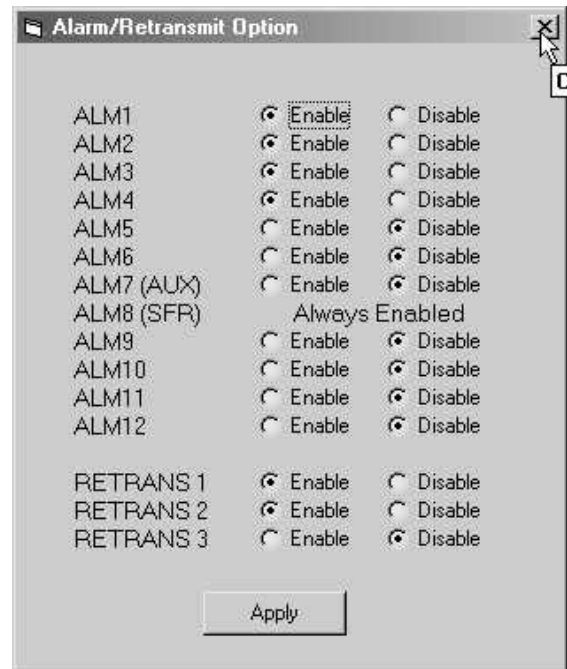 Alarm/Retransmit Option
ALM1 Enable Disable
ALM2 Enable Disable
ALM3 Enable Disable
ALM4 Enable Disable
ALM5 Enable Disable
ALM6 Enable Disable
ALM7 (AUX) Enable Disable
ALM8 (SFR) Always Enabled
ALM9 Enable Disable
ALM10 Enable Disable
ALM11 Enable Disable
ALM12 Enable Disable
RETRANS 1 Enable Disable
RETRANS 2 Enable Disable
RETRANS 3 Enable Disable
Apply